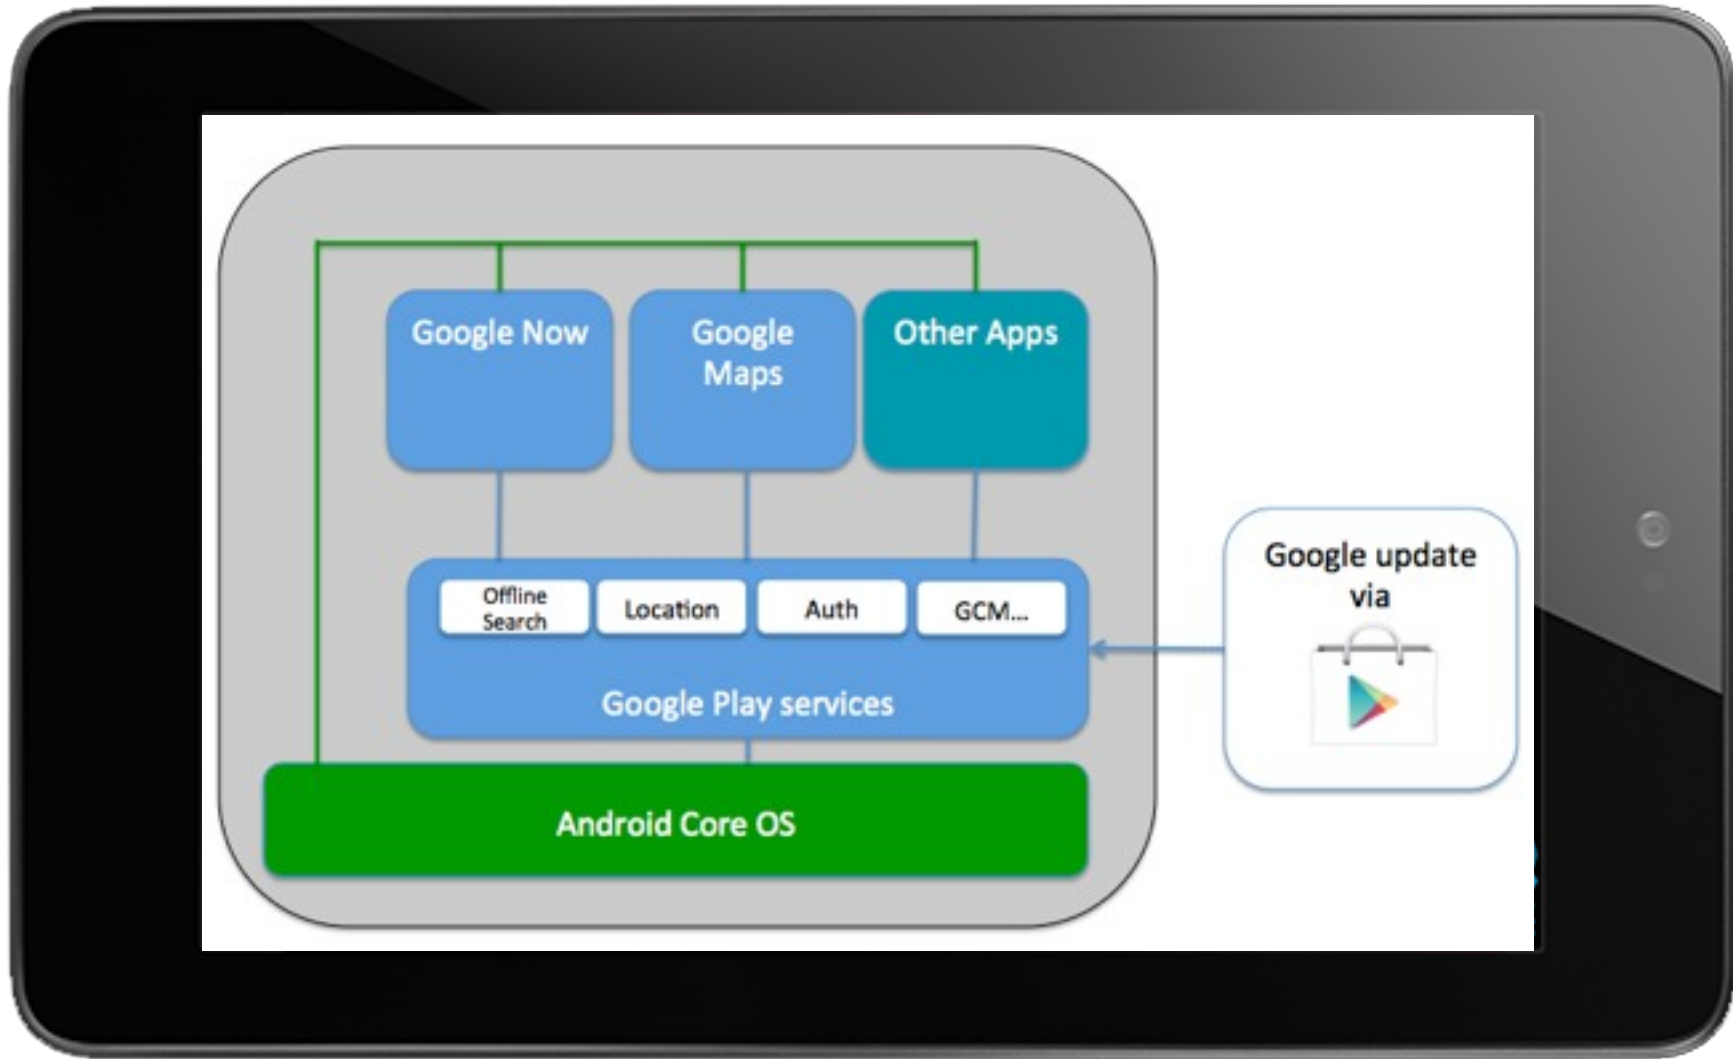 Google Now
Google
Maps
Other Apps
Offline
Search
Location
Auth
GCM...
Google Play services
Android Core OS
Google update
via